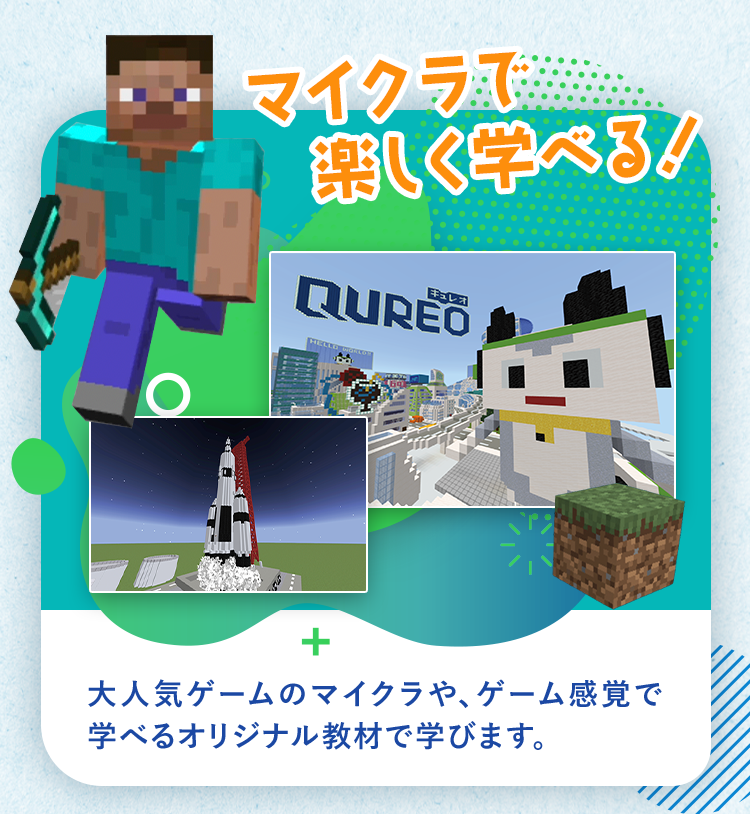 マイクラで
楽しく学べる！
キュレオ
QUREO
HELLO WORLD!
大人気ゲームのマイクラや、ゲーム感覚で
学べるオリジナル教材で学びます。